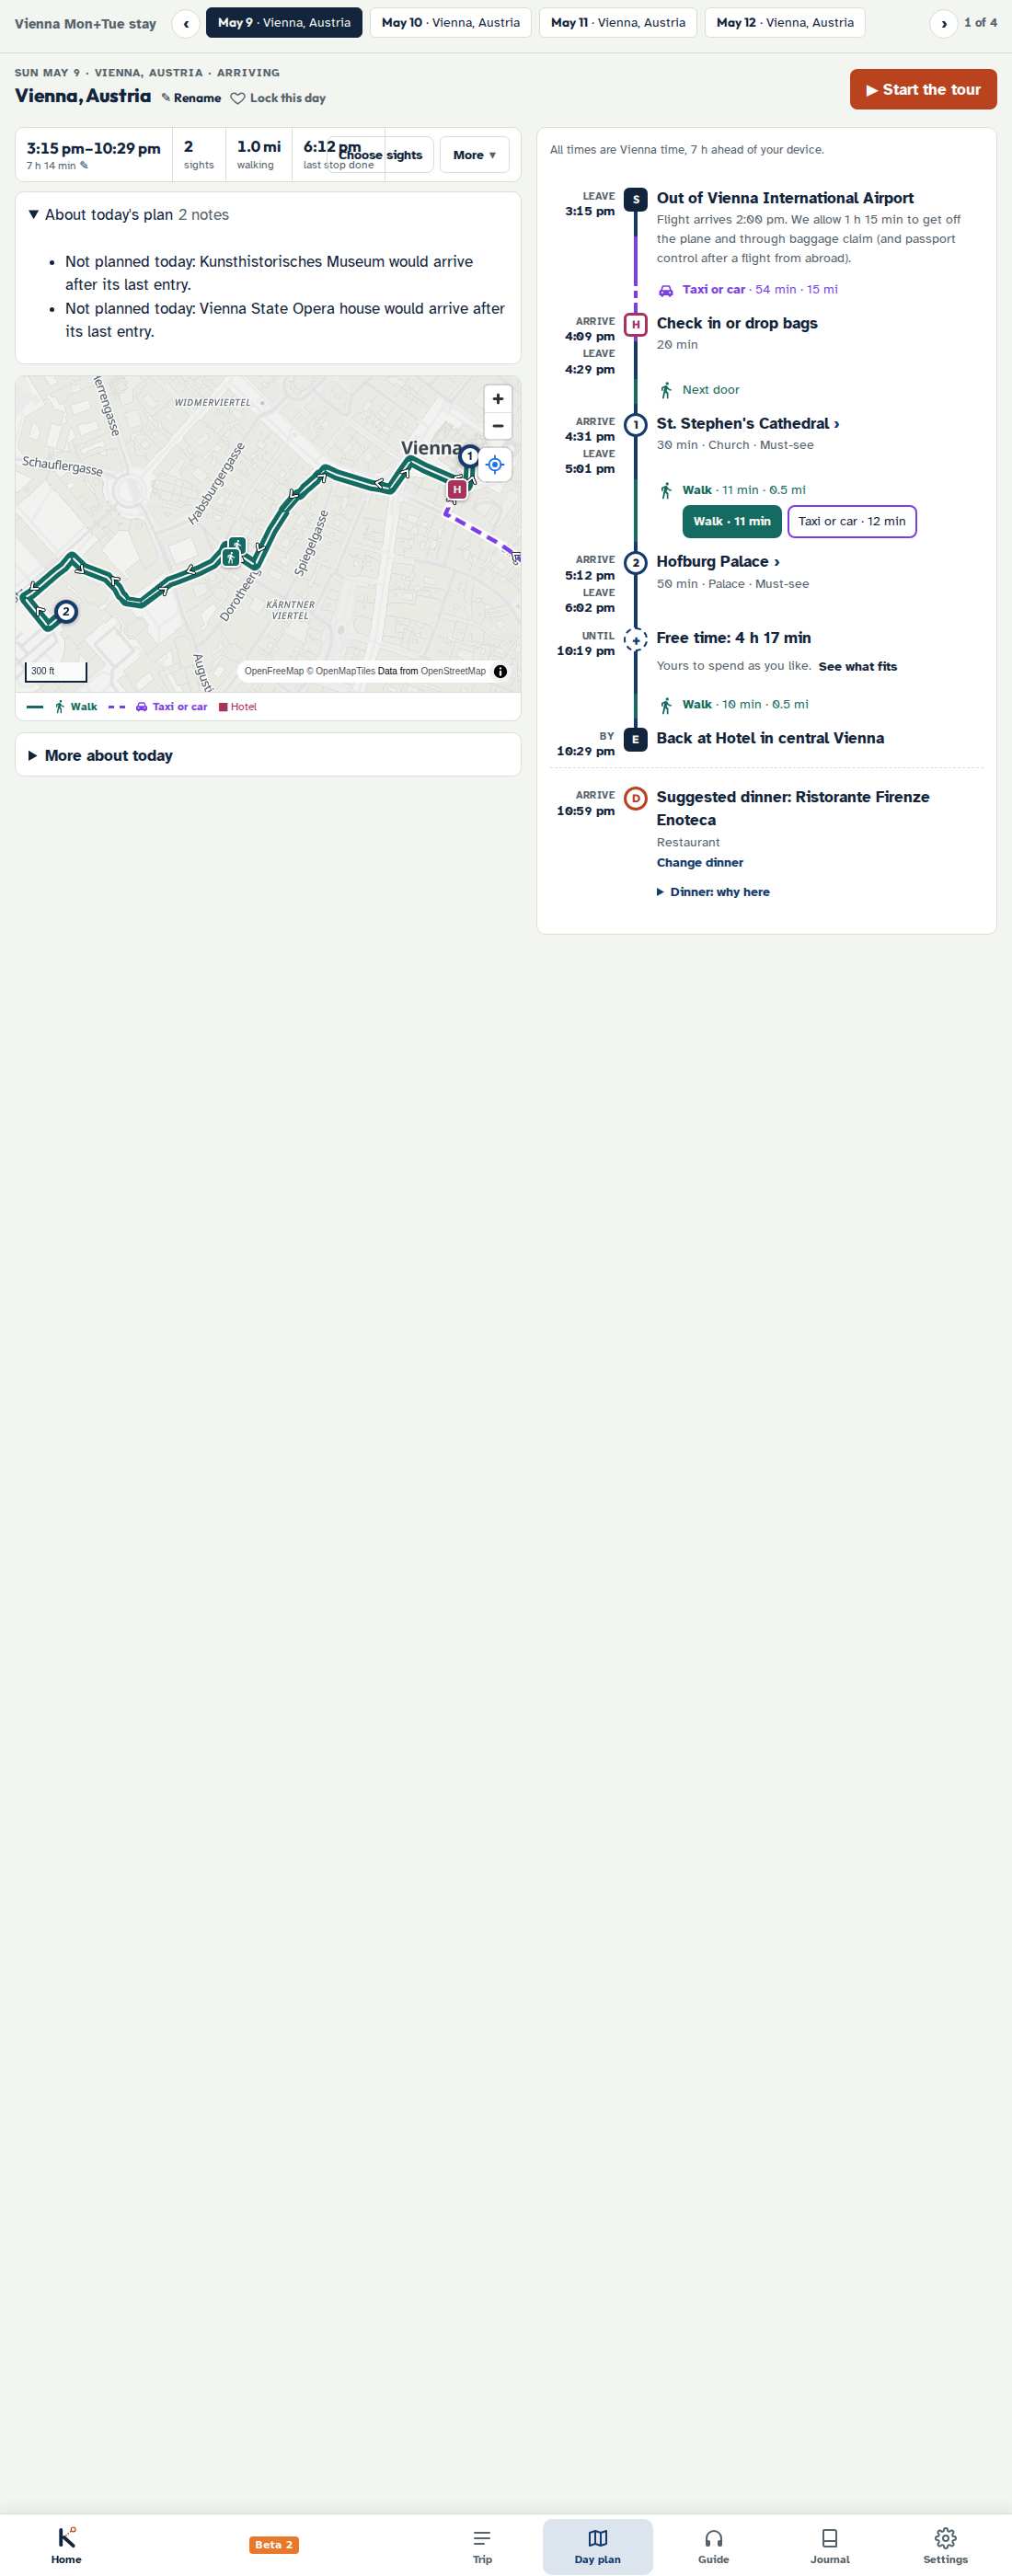 Vienna Mon+Tue stay
‹
May 9 · Vienna, Austria
May 10 · Vienna, Austria
May 11 · Vienna, Austria
May 12 · Vienna, Austria
›
1 of 4
SUN MAY 9 · VIENNA, AUSTRIA · ARRIVING
Vienna, Austria
✎ Rename
Lock this day
▶ Start the tour
3:15 pm–10:29 pm
7 h 14 min ✎
2
sights
1.0 mi
walking
6:12 pm
last stop done
Choose sights
More ▾
▼ About today's plan 2 notes
• Not planned today: Kunsthistorisches Museum would arrive
after its last entry.
• Not planned today: Vienna State Opera house would arrive after
its last entry.
WIDMERVIERTEL
Schauflergasse
Habsburgergasse
Vienna
1
H
Spiegelgasse
KÄRNTNER
VIERTEL
2
+
−
300 ft
OpenFreeMap © OpenMapTiles Data from OpenStreetMap
Walk
Taxi or car
Hotel
▶ More about today
All times are Vienna time, 7 h ahead of your device.
LEAVE
3:15 pm
S
Out of Vienna International Airport
Flight arrives 2:00 pm. We allow 1 h 15 min to get off
the plane and through baggage claim (and passport
control after a flight from abroad).
Taxi or car · 54 min · 15 mi
ARRIVE
4:09 pm
LEAVE
4:29 pm
H
Check in or drop bags
20 min
Next door
ARRIVE
4:31 pm
LEAVE
5:01 pm
1
St. Stephen's Cathedral ›
30 min · Church · Must-see
Walk · 11 min · 0.5 mi
Walk · 11 min
Taxi or car · 12 min
ARRIVE
5:12 pm
LEAVE
6:02 pm
2
Hofburg Palace ›
50 min · Palace · Must-see
UNTIL
10:19 pm
+
Free time: 4 h 17 min
Yours to spend as you like. See what fits
Walk · 10 min · 0.5 mi
BY
10:29 pm
E
Back at Hotel in central Vienna
ARRIVE
10:59 pm
D
Suggested dinner: Ristorante Firenze
Enoteca
Restaurant
Change dinner
▶ Dinner: why here
Home
Beta 2
Trip
Day plan
Guide
Journal
Settings